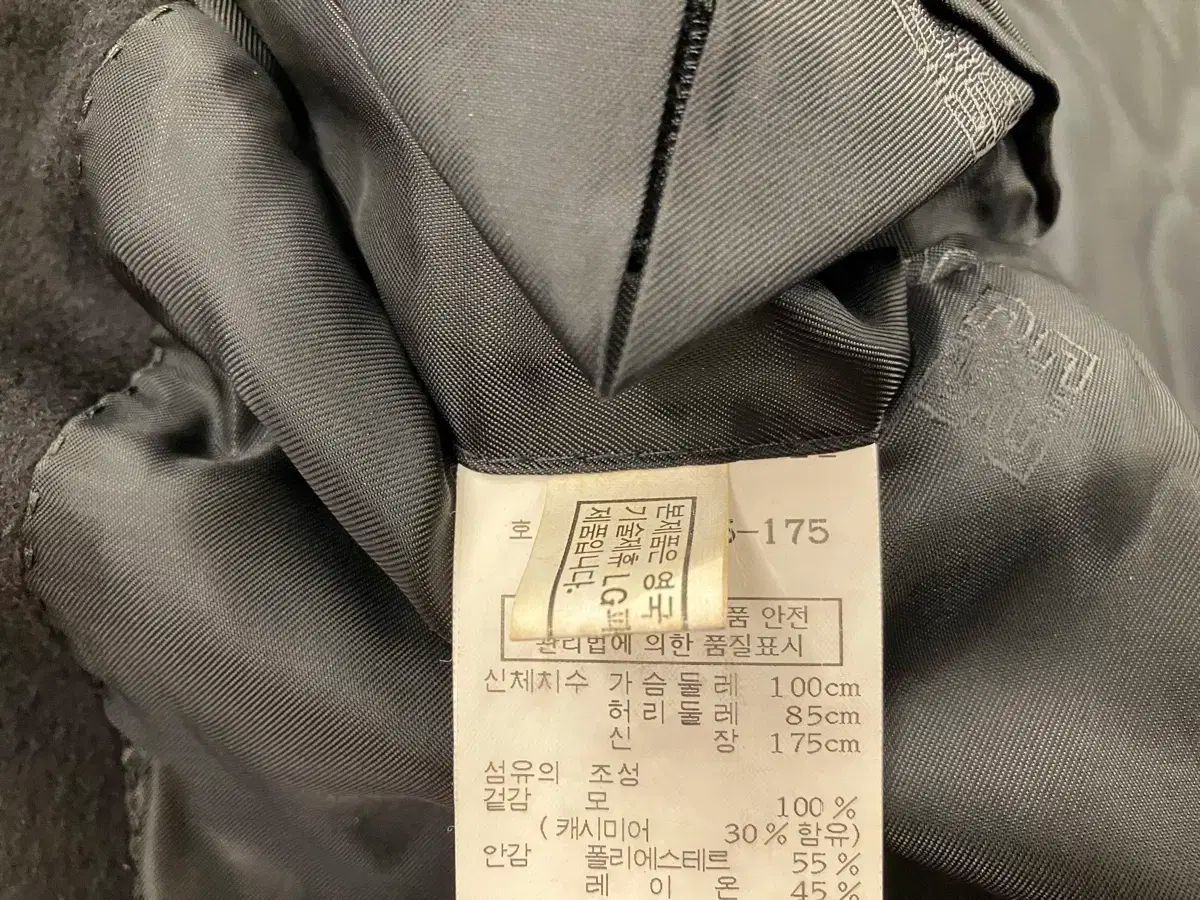 호 5-175
본제품은 영국
기술제휴 LG패
제품입니다.
품 안전
관리법에 의한 품질표시
신체치수 가슴둘레 100cm
허리둘레 85cm
신 장 175cm
섬유의 조성
겉감 모 100%
(캐시미어 30%함유)
안감 폴리에스테르 55%
레 이 온 45%